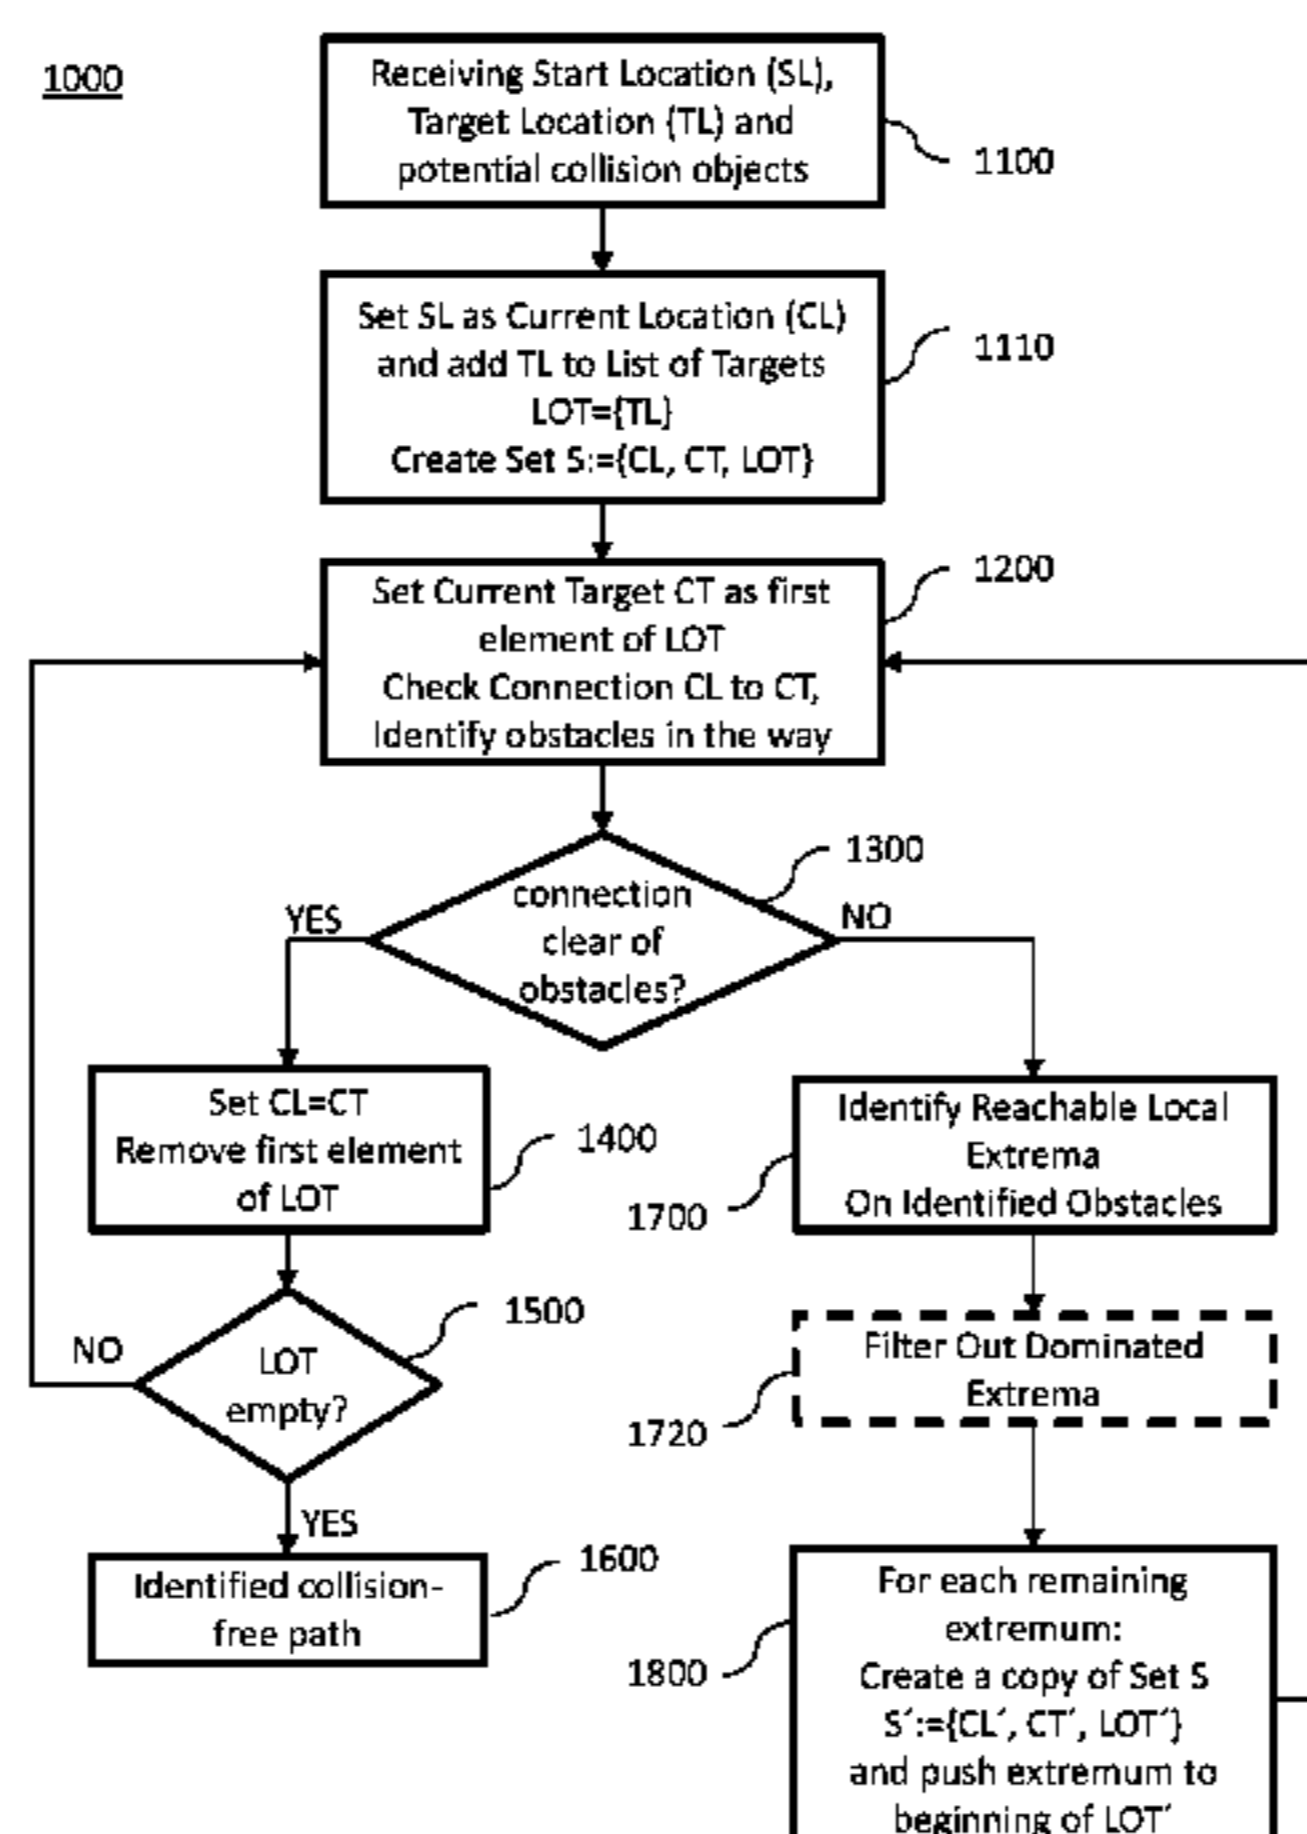 1000
Receiving Start Location (SL),
Target Location (TL) and
potential collision objects
1100
Set SL as Current Location (CL)
and add TL to List of Targets
LOT={TL}
Create Set S:={CL, CT, LOT}
1110
Set Current Target CT as first
element of LOT
Check Connection CL to CT,
Identify obstacles in the way
1200
connection
clear of
obstacles?
1300
YES
NO
Set CL=CT
Remove first element
of LOT
1400
Identify Reachable Local
Extrema
On Identified Obstacles
1700
LOT
empty?
1500
NO
YES
Filter Out Dominated
Extrema
1720
Identified collision-
free path
1600
For each remaining
extremum:
Create a copy of Set S
S´:={CL´, CT´, LOT´}
and push extremum to
beginning of LOT´
1800